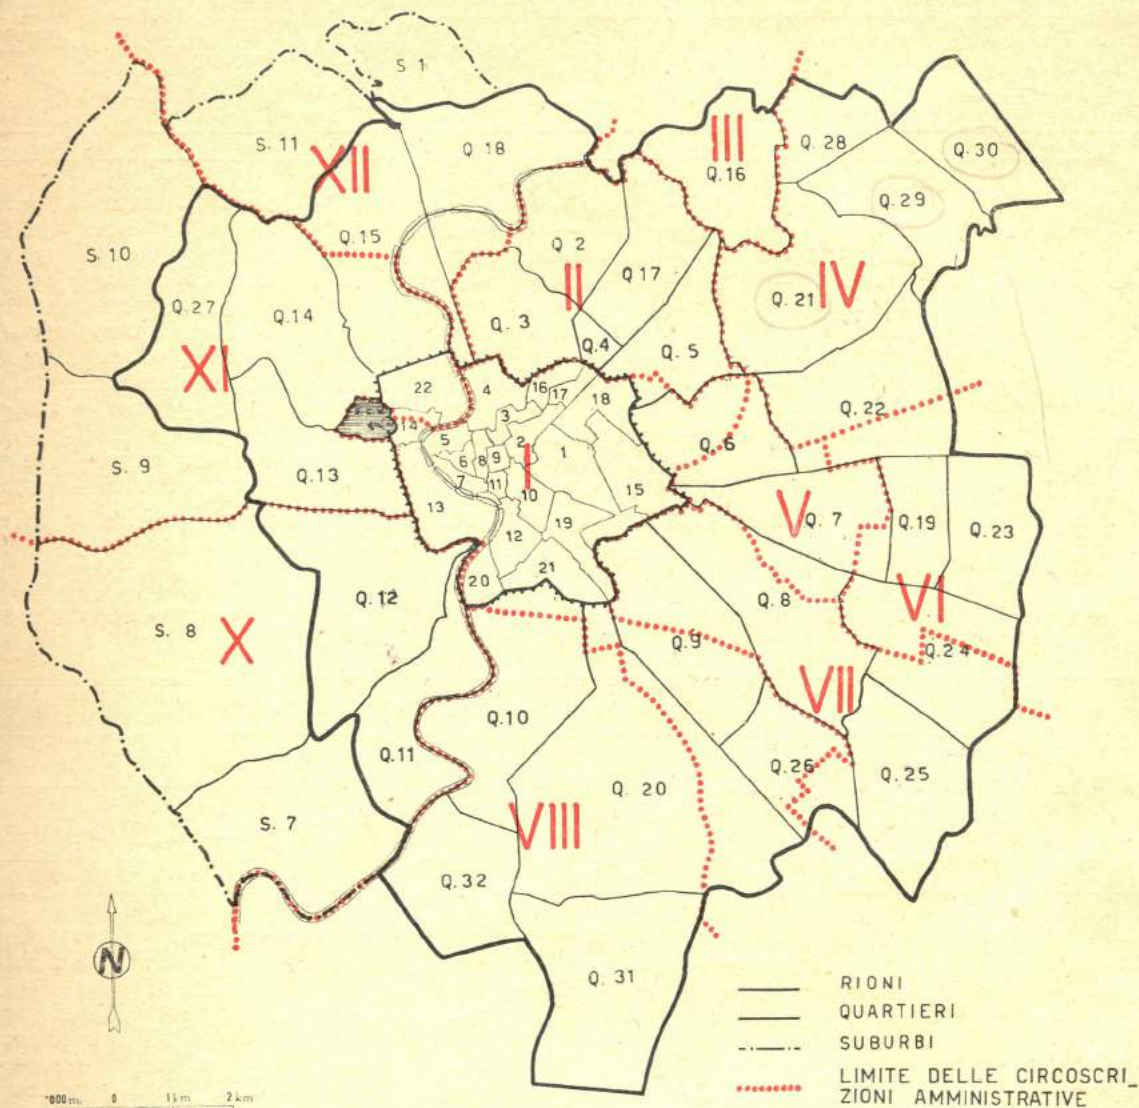 S 1
S. 11
XII
Q 18
III
Q.16
Q. 28
Q. 30
Q. 29
S. 10
Q.15
Q 2
II
Q 17
Q. 27
Q.14
Q. 3
Q.4
Q. 5
Q. 21
IV
XI
22
4
16
17
18
Q. 22
3
14
5
2
Q. 6
1
I
6
8
9
S. 9
Q.13
7
11
10
15
13
V
Q. 7
Q.19
Q. 23
12
19
20
21
Q.12
S. 8
X
Q. 8
VI
Q.9
Q.24
VII
Q.10
Q.11
Q.26
Q.25
Q. 20
S. 7
VIII
Q.32
N
Q. 31
RIONI
QUARTIERI
SUBURBI
LIMITE DELLE CIRCOSCRI_
ZIONI AMMINISTRATIVE
000 m. 0 1 km 2 km